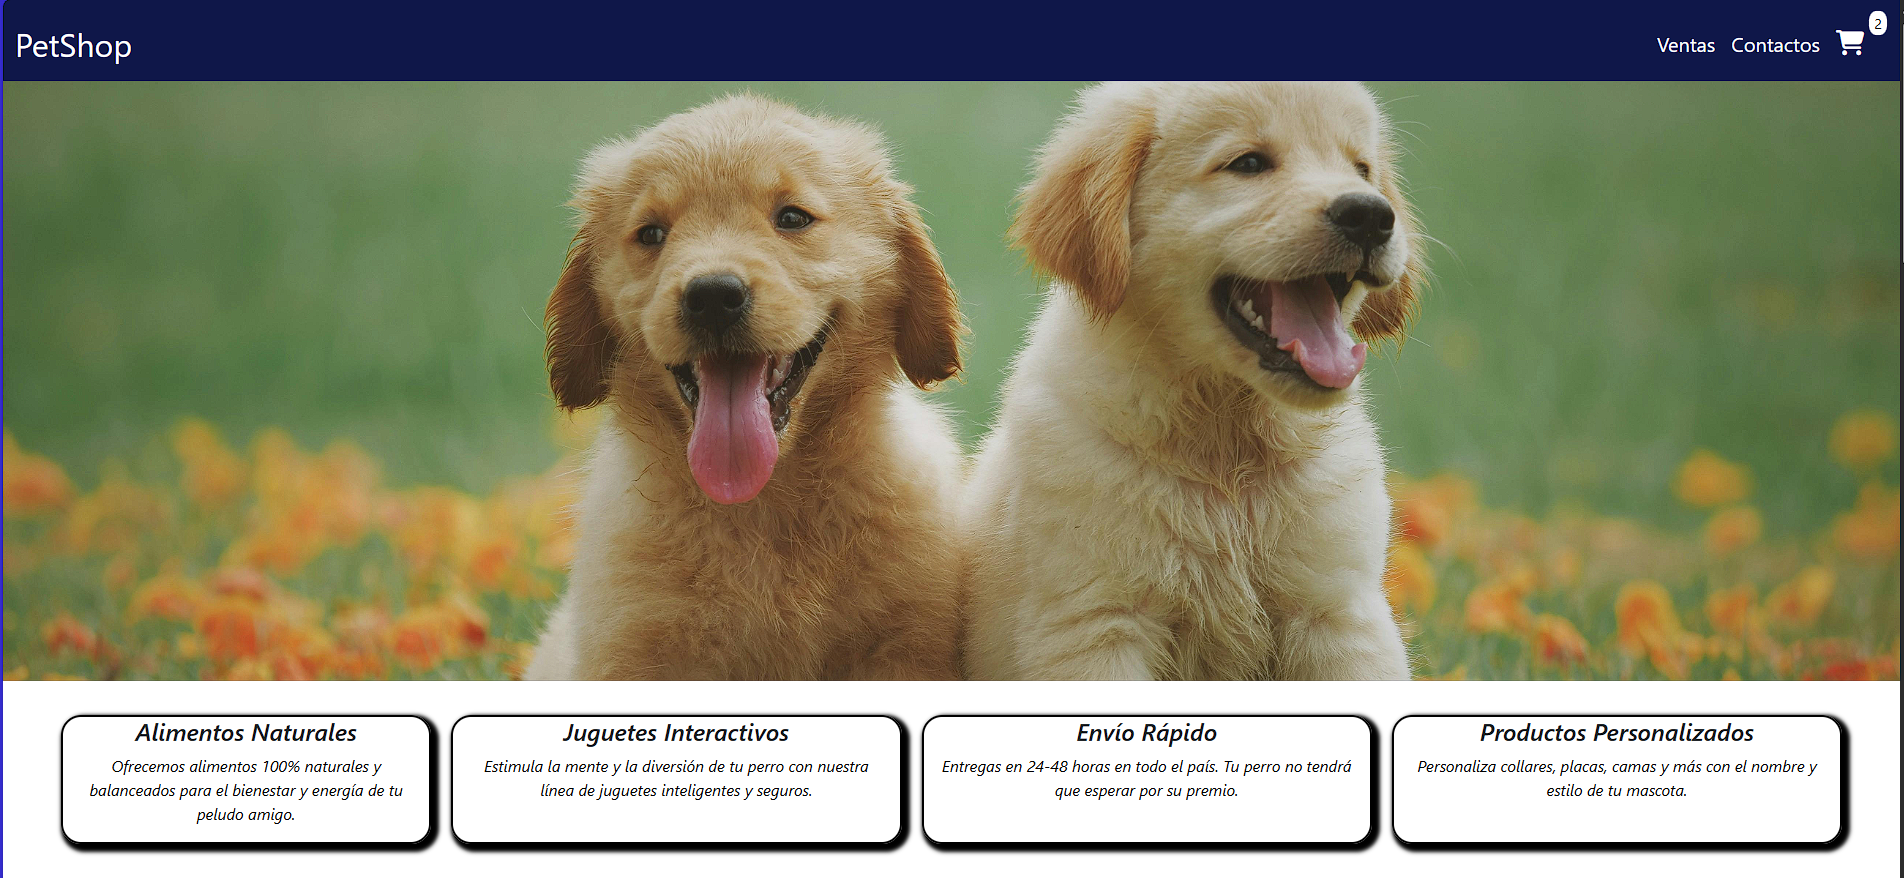 PetShop
Ventas
Contactos
2
Alimentos Naturales
Ofrecemos alimentos 100% naturales y
balanceados para el bienestar y energía de tu
peludo amigo.
Juguetes Interactivos
Estimula la mente y la diversión de tu perro con nuestra
línea de juguetes inteligentes y seguros.
Envío Rápido
Entregas en 24-48 horas en todo el país. Tu perro no tendrá
que esperar por su premio.
Productos Personalizados
Personaliza collares, placas, camas y más con el nombre y
estilo de tu mascota.